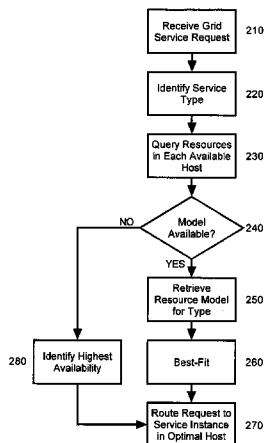 Receive Grid
Service Request
210
Identify Service
Type
220
Query Resources
in Each Available
Host
230
NO
Model
Available?
240
YES
Retrieve
Resource Model
for Type
250
280
Identify Highest
Availability
Best-Fit
260
Route Request to
Service Instance
in Optimal Host
270